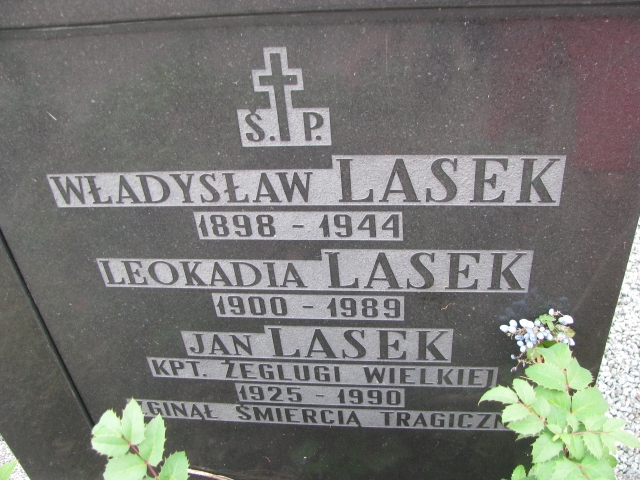 Ś. P.
WŁADYSŁAW LASEK
1898 - 1944
LEOKADIA LASEK
1900 - 1989
JAN LASEK
KPT. ŻEGLUGI WIELKIEJ
1925 - 1990
ŚMIERCIĄ